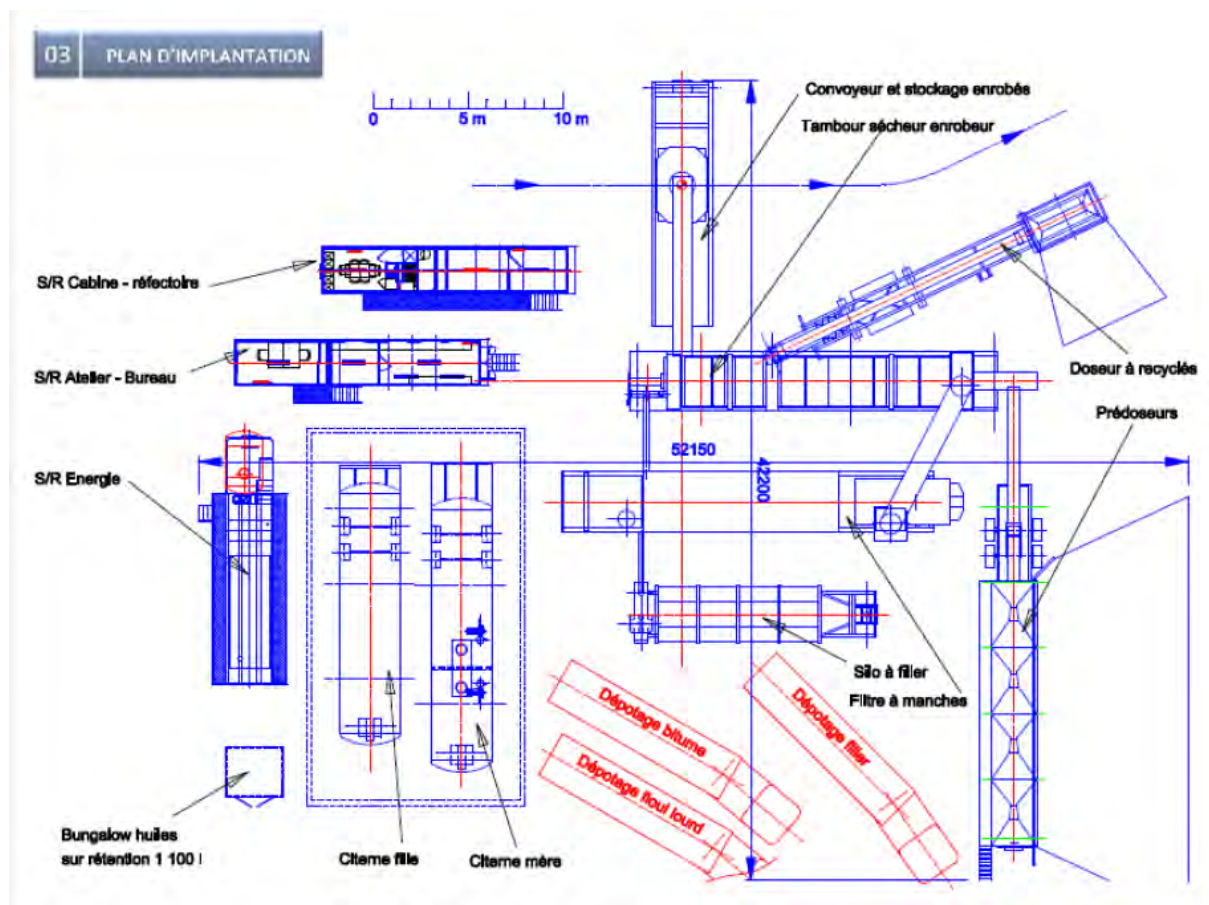 03 PLAN D'IMPLANTATION
0 5 m 10 m
Convoyeur et stockage enrobés
Tambour sécheur enrobeur
S/R Cabine - réfectoire
S/R Atelier - Bureau
Doseur à recyclés
Prédoseurs
52150
42200
S/R Energie
Silo à filler
Filtre à manches
Dépotage bitume
Dépotage filler
Dépotage fioul lourd
Bungalow huiles
sur rétention 1 100 l
Citerne fille
Citerne mère